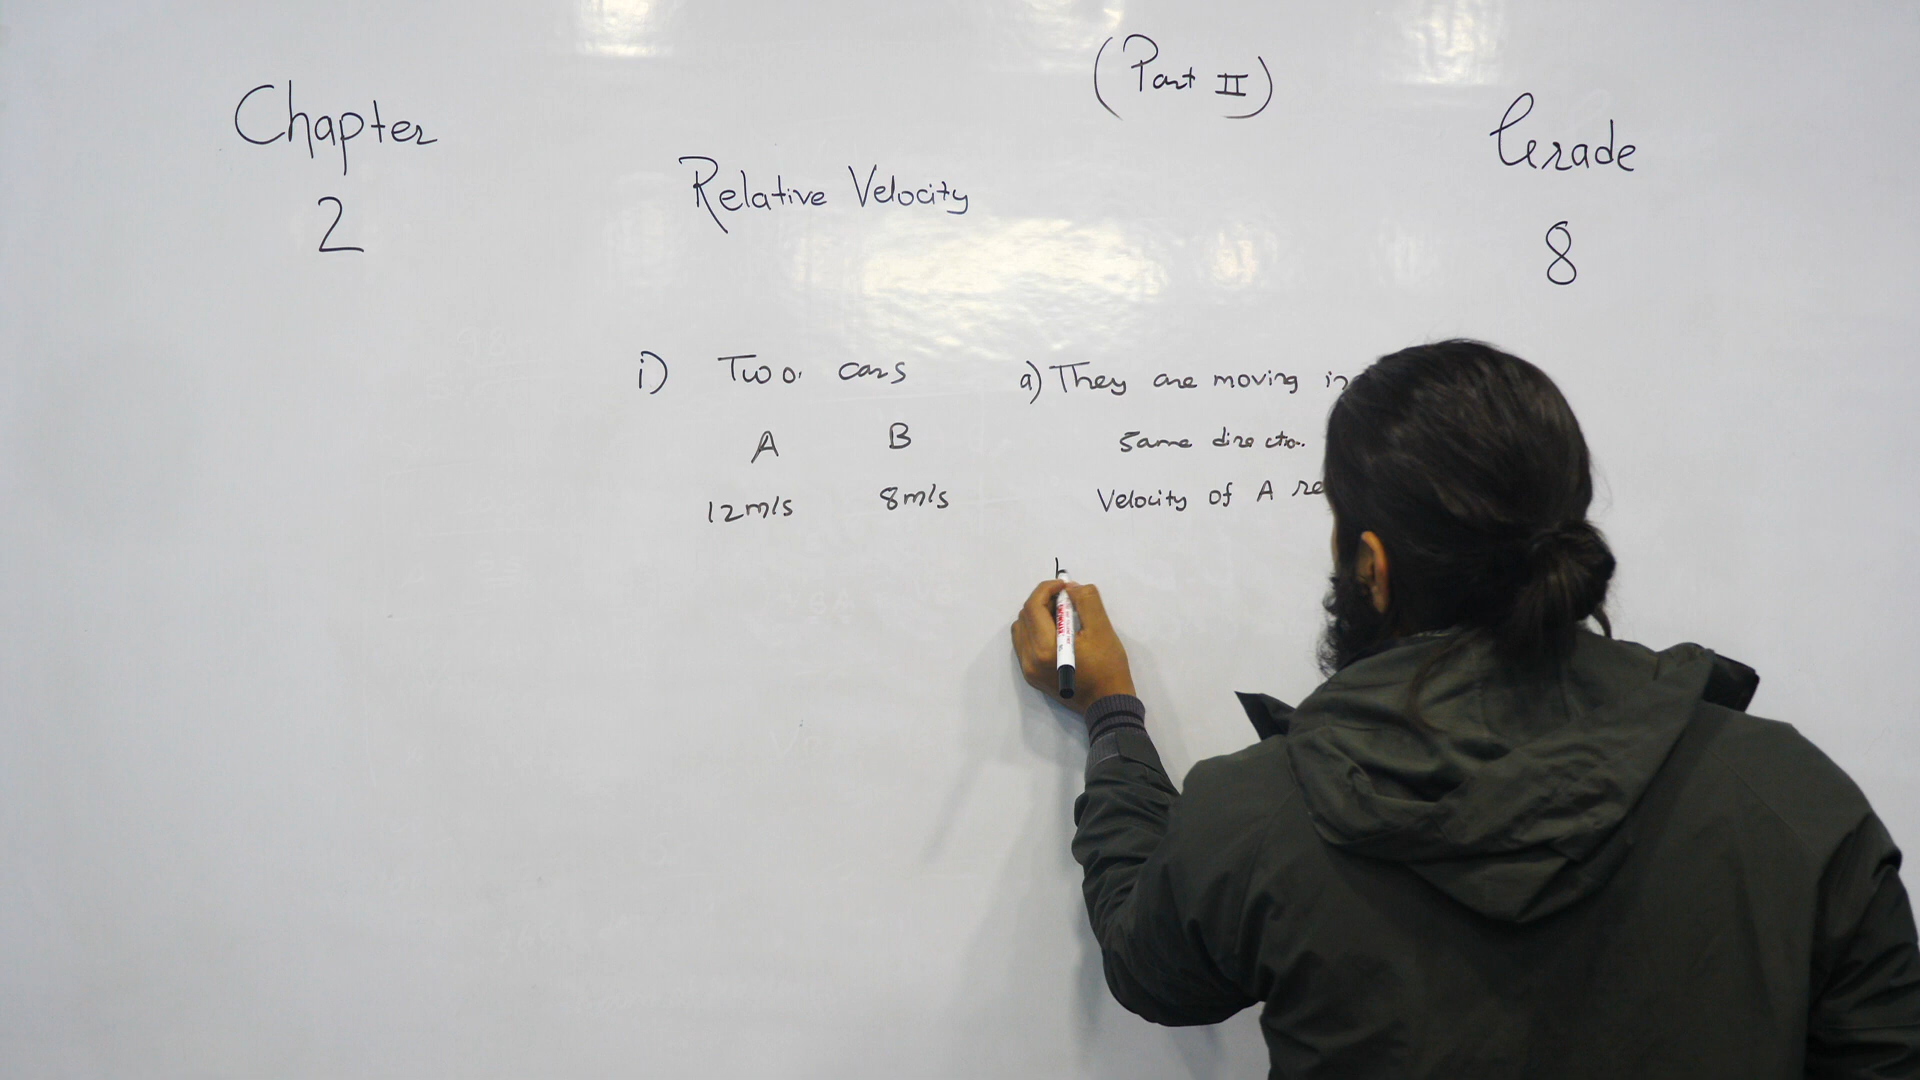 (Part II)
Chapter
2
Relative Velocity
Grade
8
i) Two cars
A B
12m/s 8m/s
a) They are moving in
same direction.
Velocity of A re